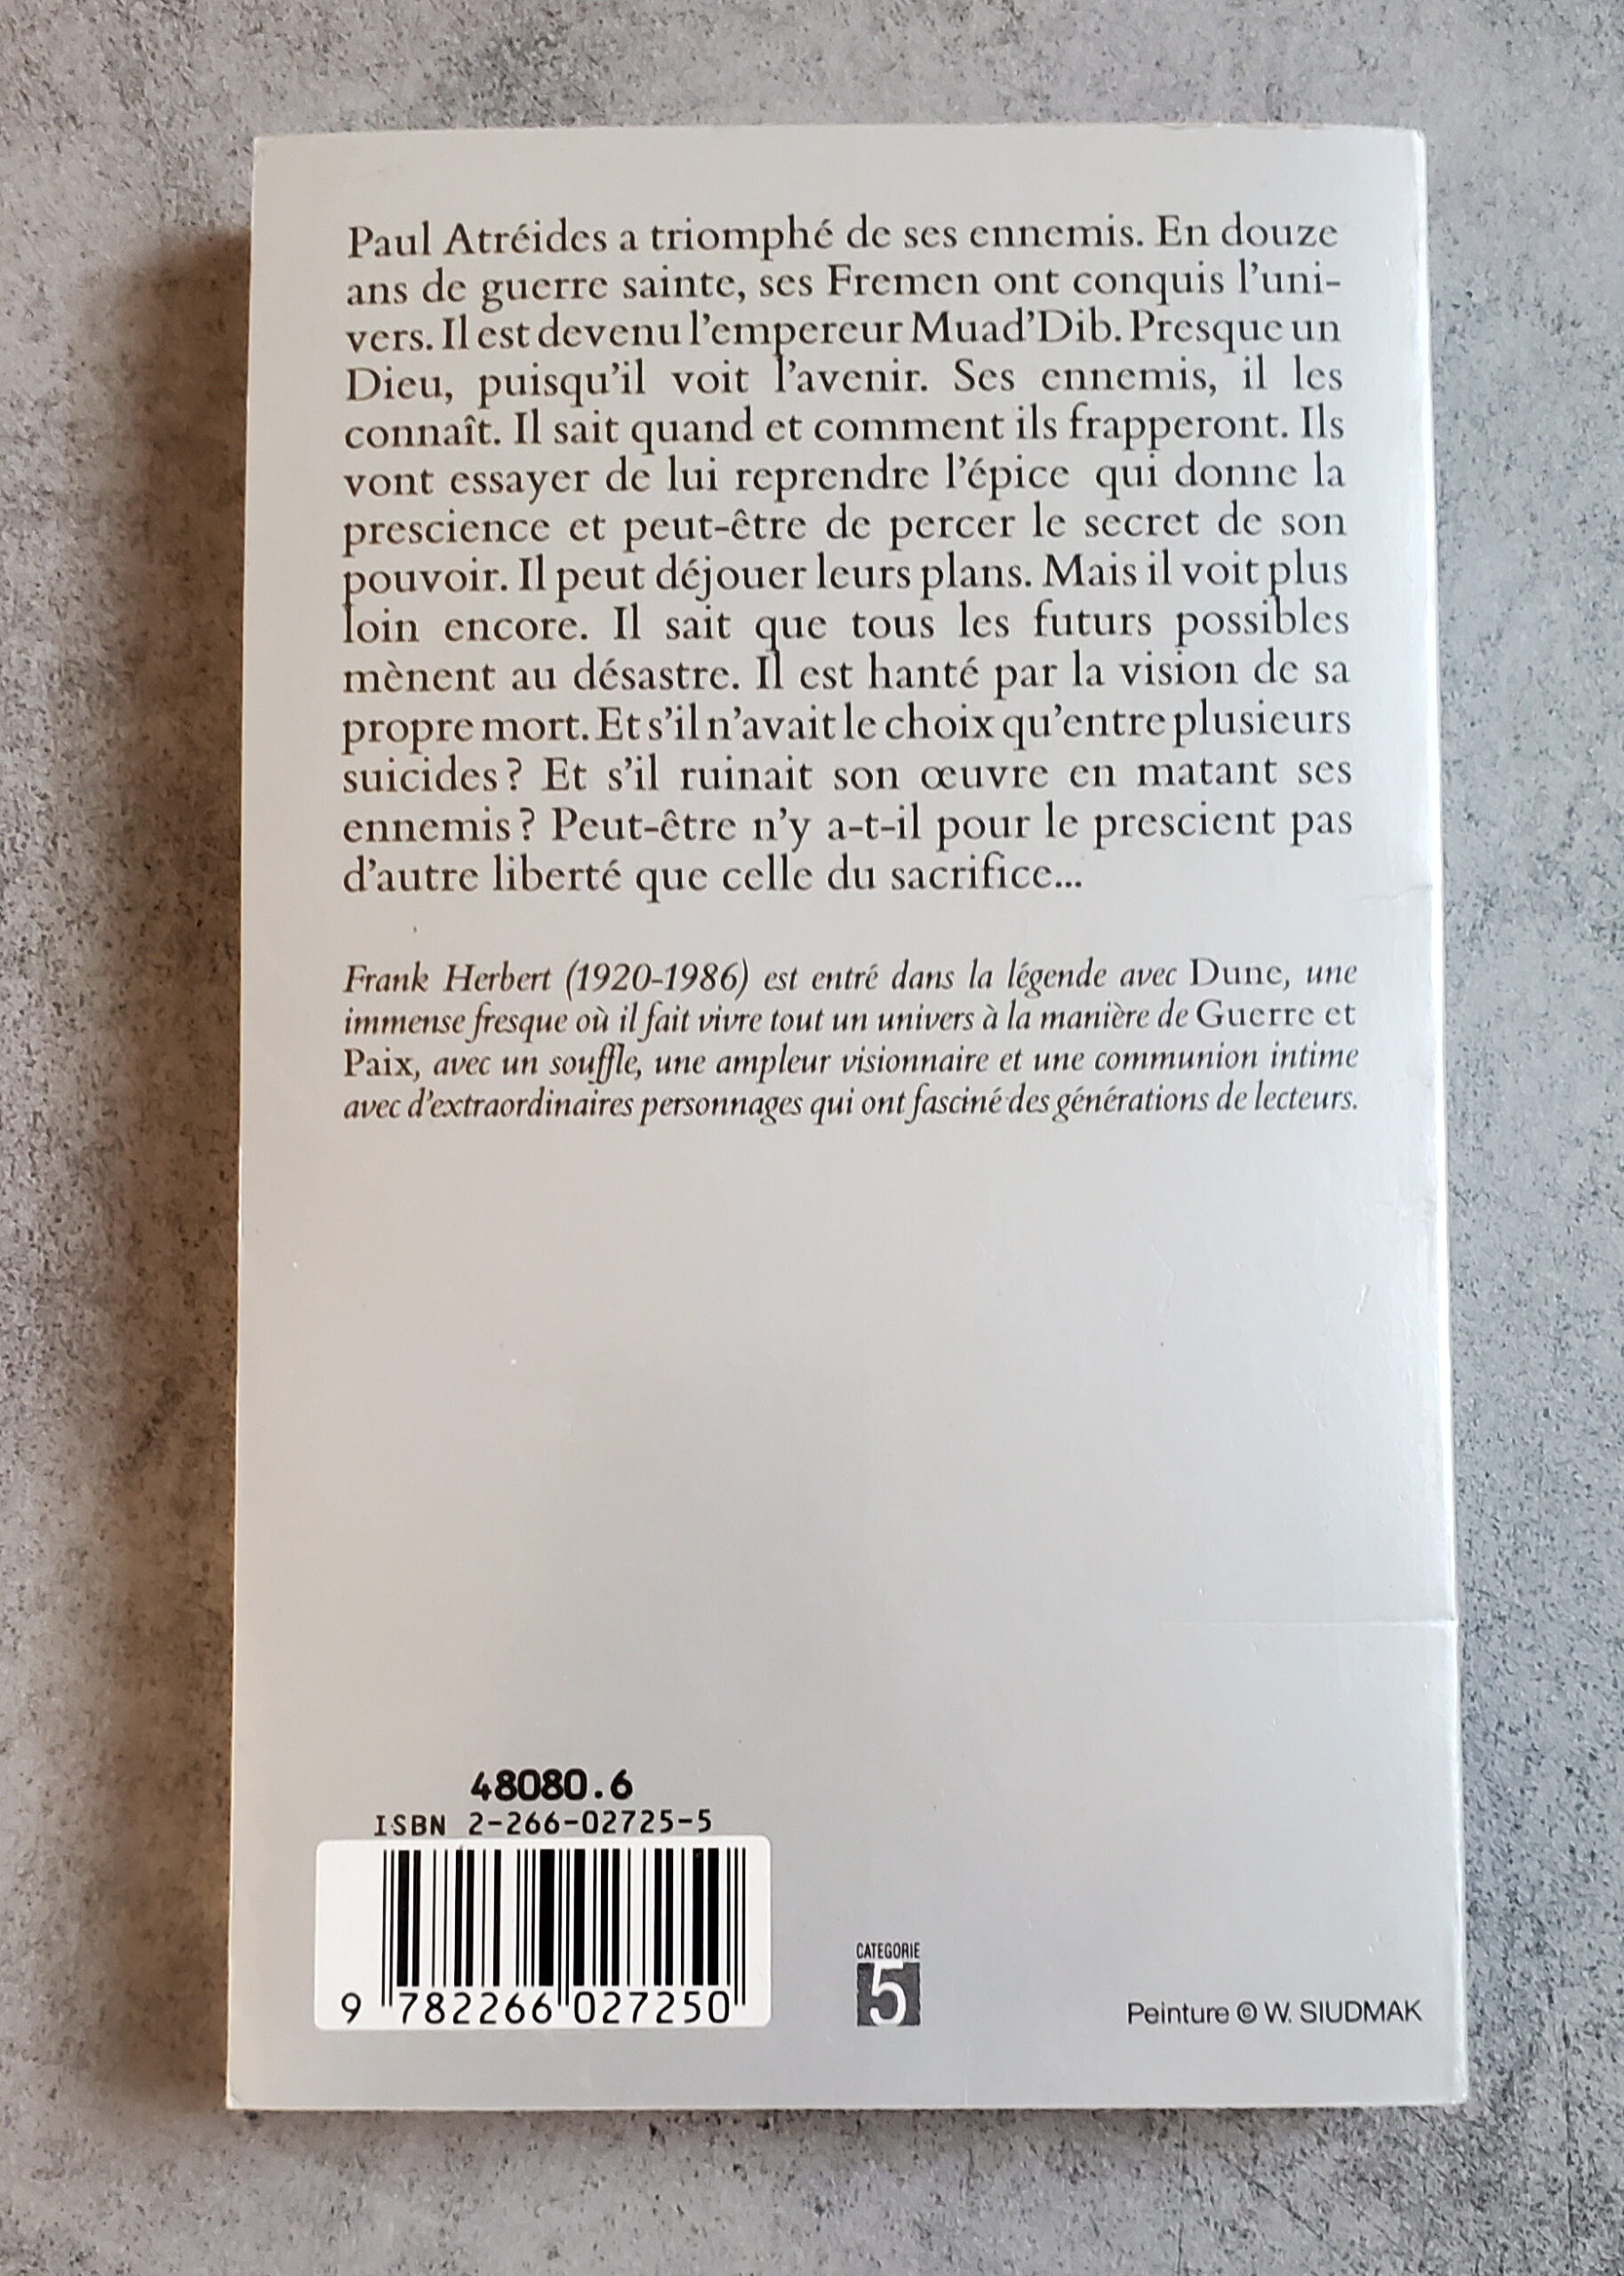 Paul Atréides a triomphé de ses ennemis. En douze
ans de guerre sainte, ses Fremen ont conquis l'uni-
vers. Il est devenu l'empereur Muad'Dib. Presque un
Dieu, puisqu'il voit l'avenir. Ses ennemis, il les
connaît. Il sait quand et comment ils frapperont. Ils
vont essayer de lui reprendre l'épice qui donne la
prescience et peut-être de percer le secret de son
pouvoir. Il peut déjouer leurs plans. Mais il voit plus
loin encore. Il sait que tous les futurs possibles
mènent au désastre. Il est hanté par la vision de sa
propre mort. Et s'il n'avait le choix qu'entre plusieurs
suicides ? Et s'il ruinait son œuvre en matant ses
ennemis ? Peut-être n'y a-t-il pour le prescient pas
d'autre liberté que celle du sacrifice...
Frank Herbert (1920-1986) est entré dans la légende avec Dune, une
immense fresque où il fait vivre tout un univers à la manière de Guerre et
Paix, avec un souffle, une ampleur visionnaire et une communion intime
avec d'extraordinaires personnages qui ont fasciné des générations de lecteurs.
48080.6
ISBN 2-266-02725-5
9 782266 027250
CATEGORIE
5
Peinture © W. SIUDMAK